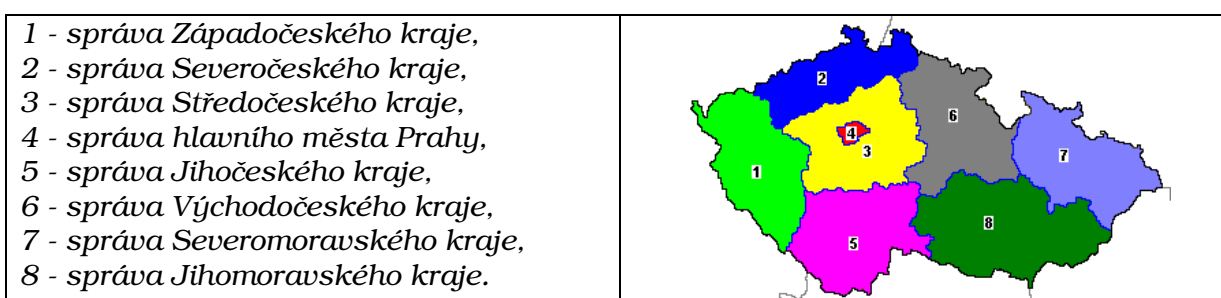 1 - správa Západočeského kraje,
2 - správa Severočeského kraje,
3 - správa Středočeského kraje,
4 - správa hlavního města Prahy,
5 - správa Jihočeského kraje,
6 - správa Východočeského kraje,
7 - správa Severomoravského kraje,
8 - správa Jihomoravského kraje.
2
6
4
3
7
1
8
5